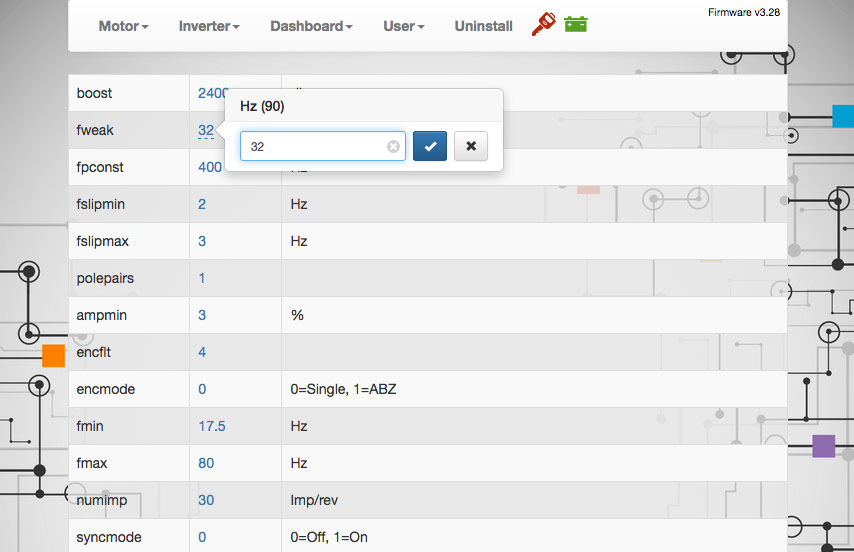 Firmware v3.28
Motor Inverter Dashboard User Uninstall
boost 2400
Hz (90)
fweak 32
32
fpconst 400 Hz
fslipmin 2 Hz
fslipmax 3 Hz
polepairs 1
ampmin 3 %
encflt 4
encmode 0 0=Single, 1=ABZ
fmin 17.5 Hz
fmax 80 Hz
numimp 30 Imp/rev
syncmode 0 0=Off, 1=On